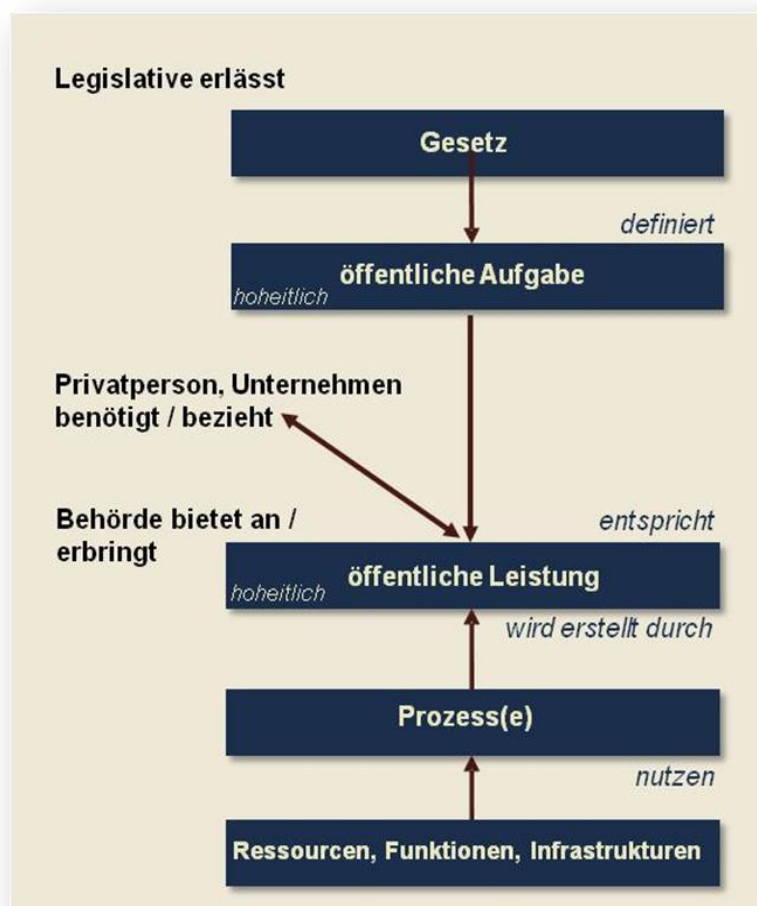 Legislative erlässt
Gesetz
definiert
öffentliche Aufgabe
hoheitlich
Privatperson, Unternehmen
benötigt / bezieht
Behörde bietet an /
erbringt
entspricht
öffentliche Leistung
hoheitlich
wird erstellt durch
Prozess(e)
nutzen
Ressourcen, Funktionen, Infrastrukturen